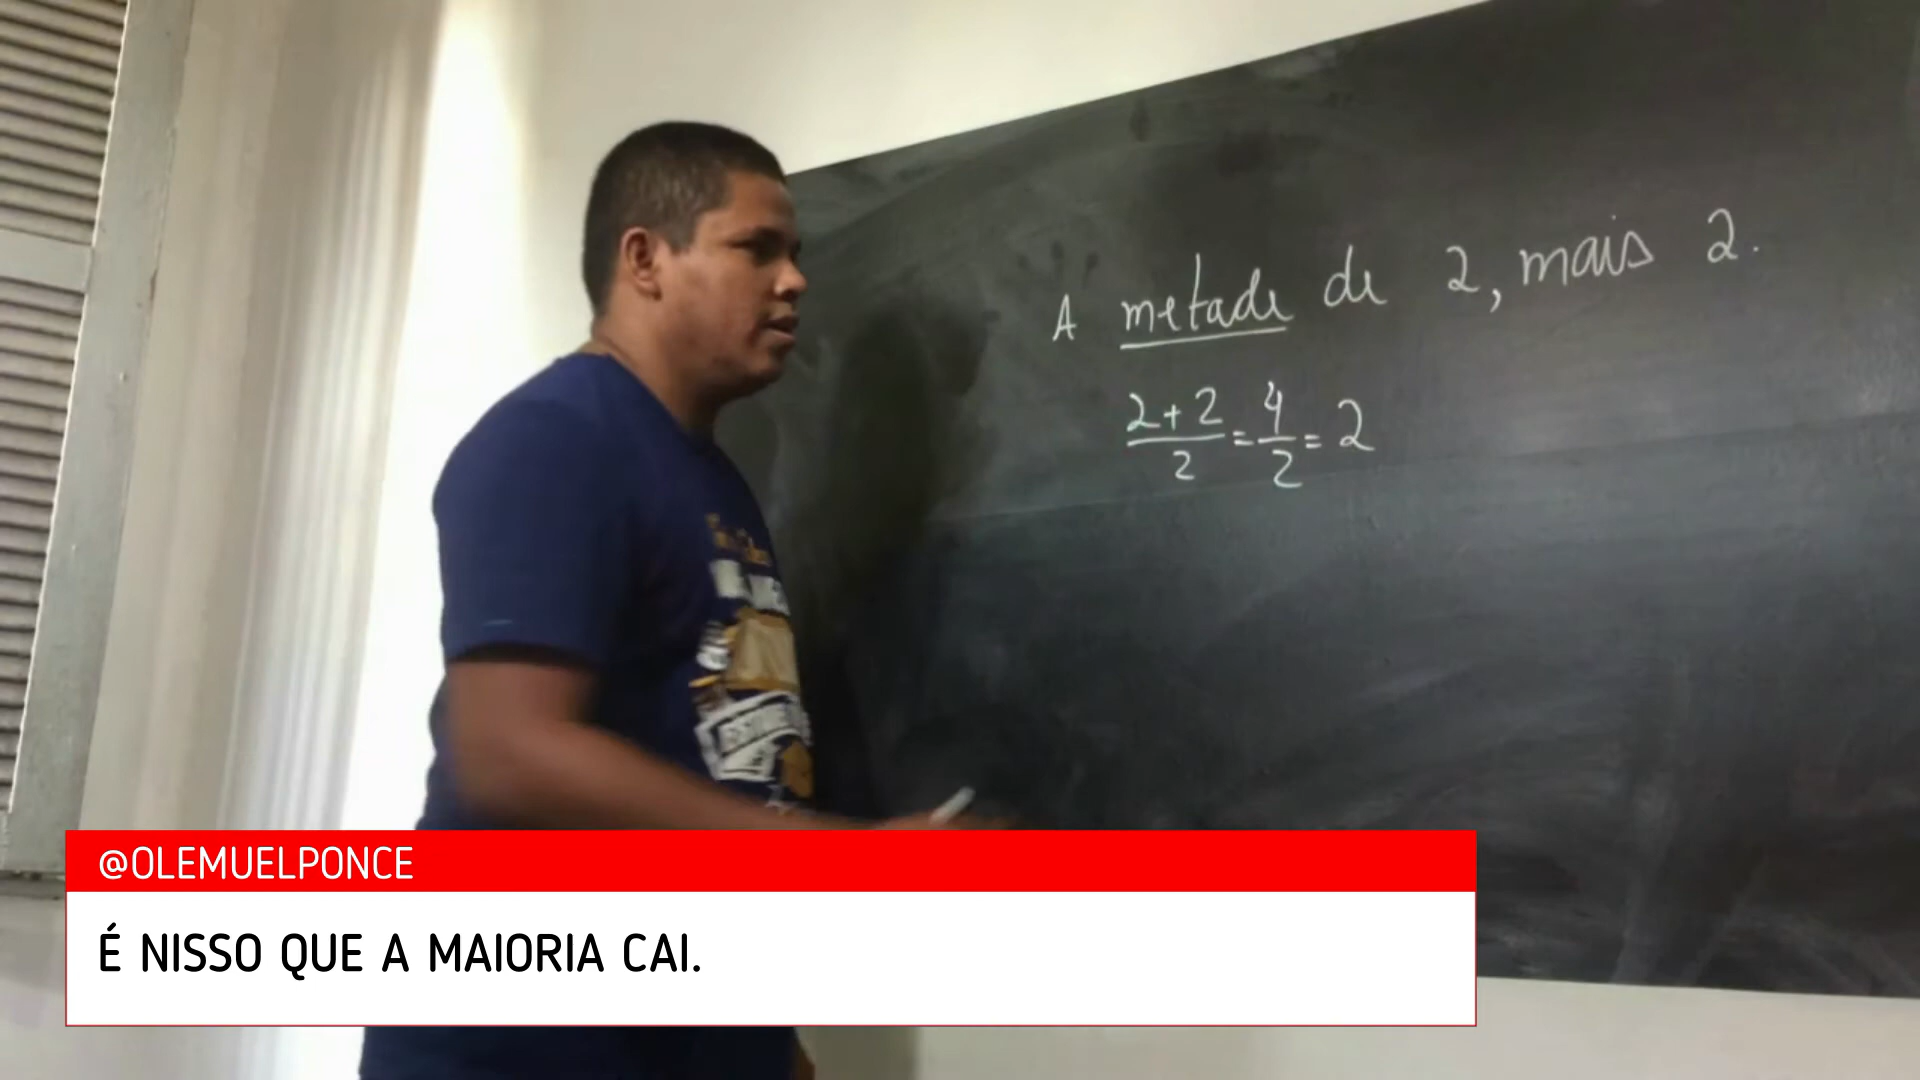 A metade de 2, mais 2.
2+2/2 = 4/2 = 2
@OLEMUELPONCE
É NISSO QUE A MAIORIA CAI.